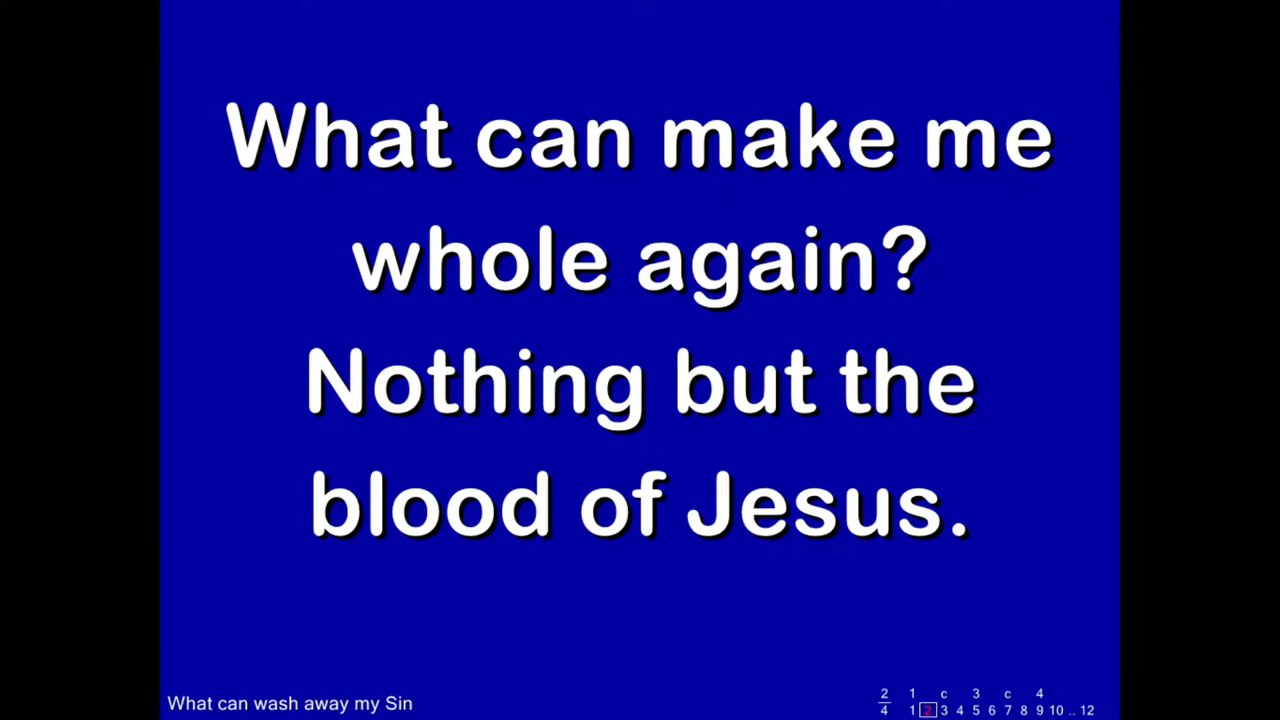 What can make me
whole again?
Nothing but the
blood of Jesus.
What can wash away my Sin
2 1 c 3 c 4
4 1 2 3 4 5 6 7 8 9 10 .. 12